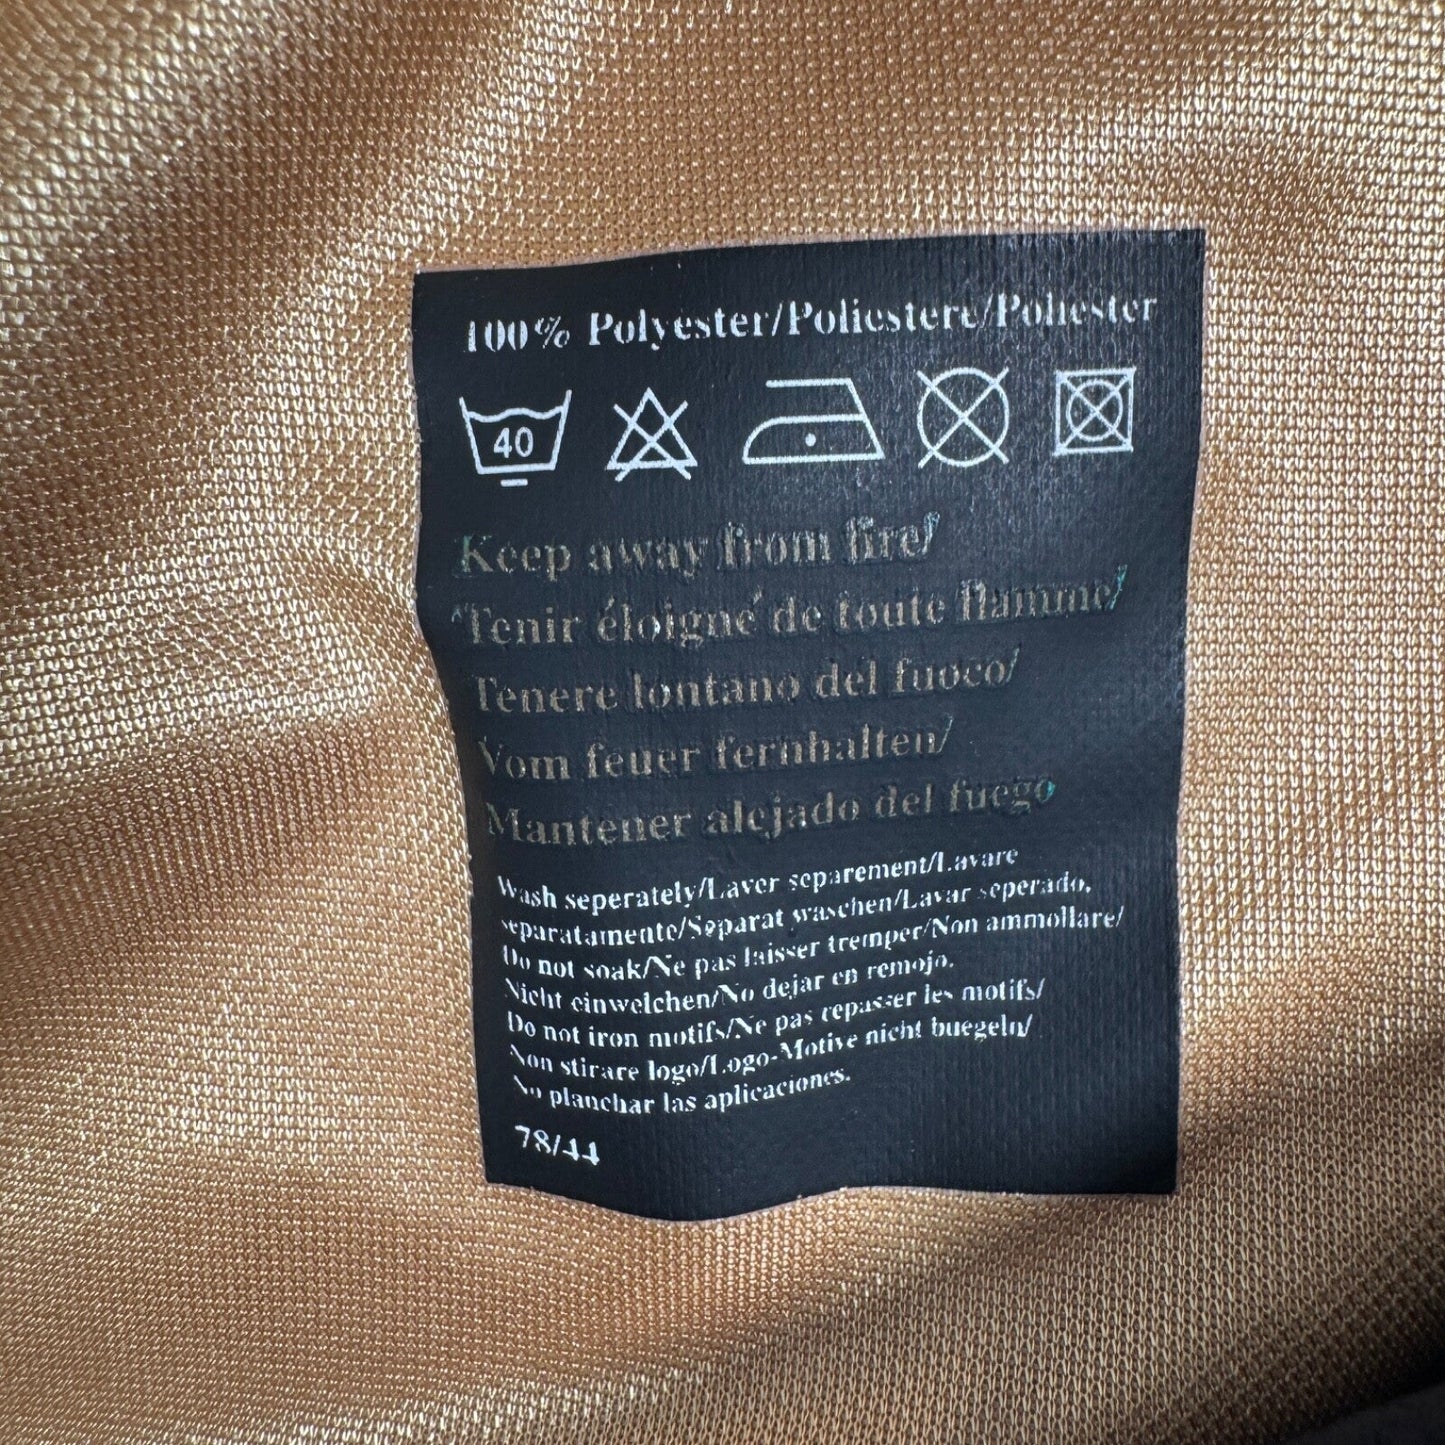 100% Polyester/Poliestere/Poliester
40
Keep away from fire/
Tenir éloigné de toute flamme/
Tenere lontano del fuoco/
Vom feuer fernhalten/
Mantener alejado del fuego
Wash seperately/Laver separement/Lavare
separatamente/Separat waschen/Lavar seperado.
Do not soak/Ne pas laisser tremper/Non ammollare/
Nicht einwelchen/No dejar en remojo.
Do not iron motifs/Ne pas repasser les motifs/
Non stirare logo/Logo-Motive nicht buegeln/
No planchar las aplicaciones.
78/44